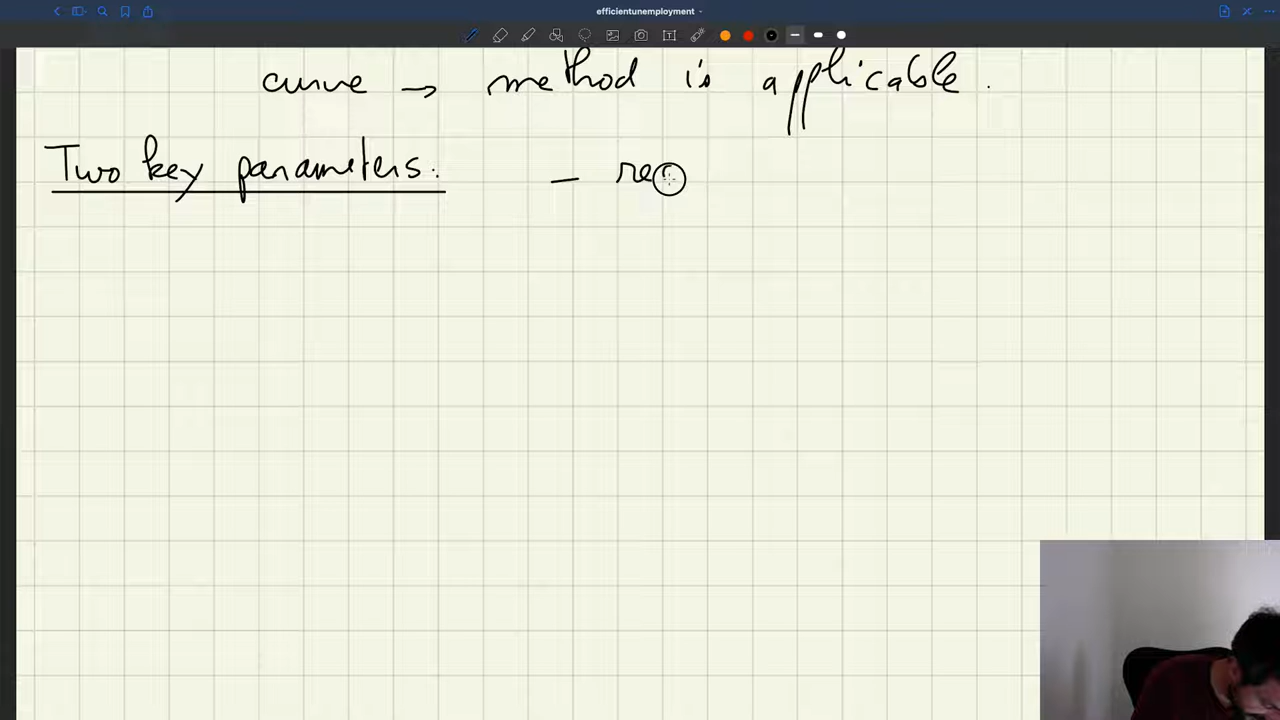 efficientunemployment
curve → method is applicable.
Two key parameters. – re